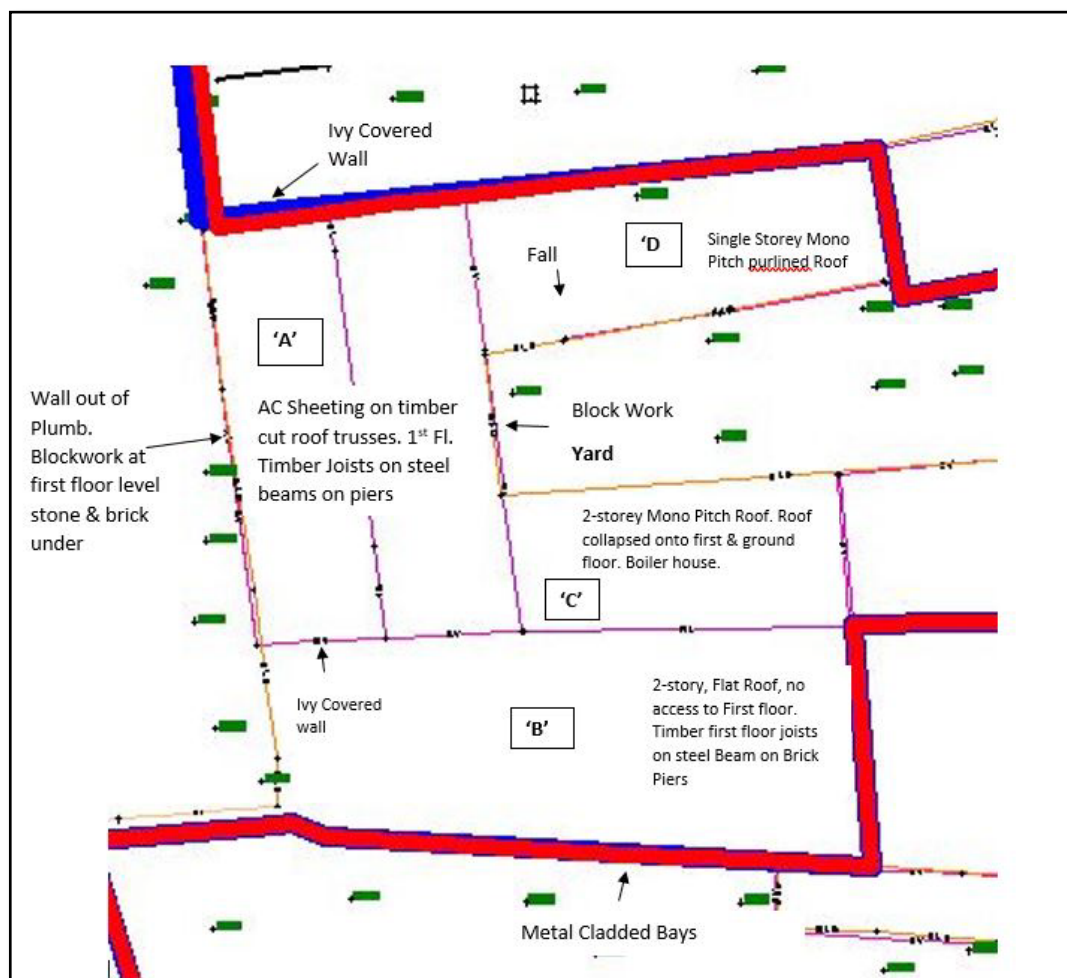 Ivy Covered
Wall
'D
Single Storey Mono
Pitch purlined Roof
Fall
'A'
Wall out of
Plumb.
Blockwork at
first floor level
stone & brick
under
AC Sheeting on timber
cut roof trusses. 1st Fl.
Timber Joists on steel
beams on piers
Block Work
Yard
2-storey Mono Pitch Roof. Roof
collapsed onto first & ground
floor. Boiler house.
'C'
Ivy Covered
wall
'B'
2-story, Flat Roof, no
access to First floor.
Timber first floor joists
on steel Beam on Brick
Piers
Metal Cladded Bays